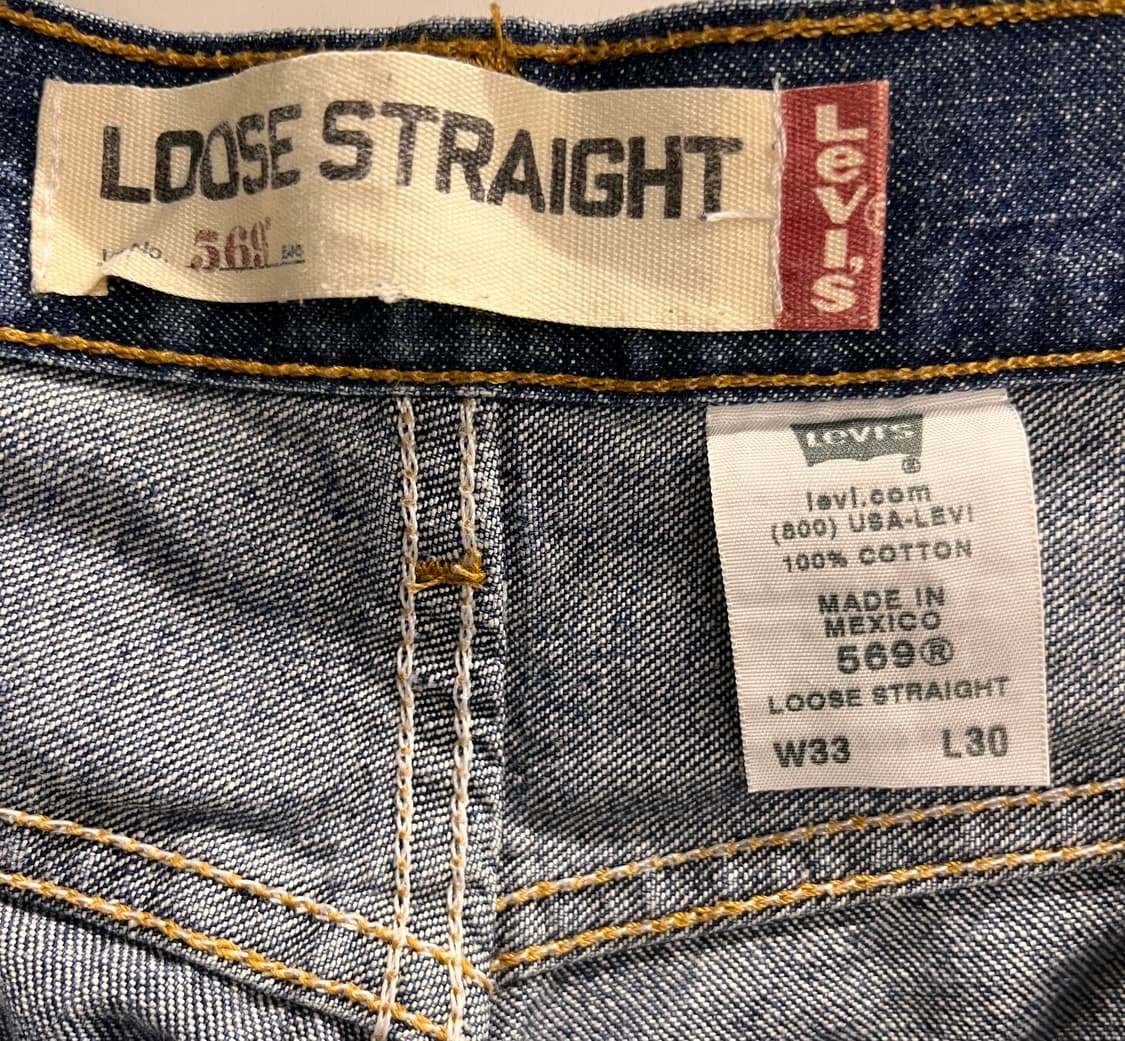 LOOSE STRAIGHT
No. 569
Levi's ®
Levi's
®
levi.com
(800) USA-LEVI
100% COTTON
MADE IN
MEXICO
569®
LOOSE STRAIGHT
W33 L30